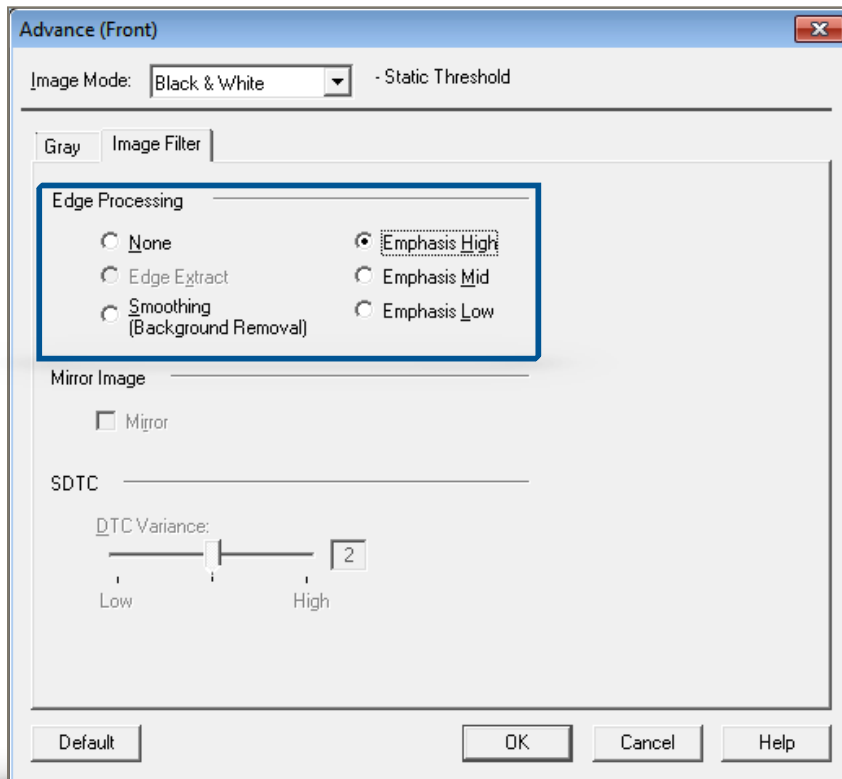 Advance (Front)
Image Mode: Black & White - Static Threshold
Gray Image Filter
Edge Processing
None Emphasis High
Edge Extract Emphasis Mid
Smoothing Emphasis Low
(Background Removal)
Mirror Image
Mirror
SDTC
DTC Variance:
2
Low High
Default OK Cancel Help